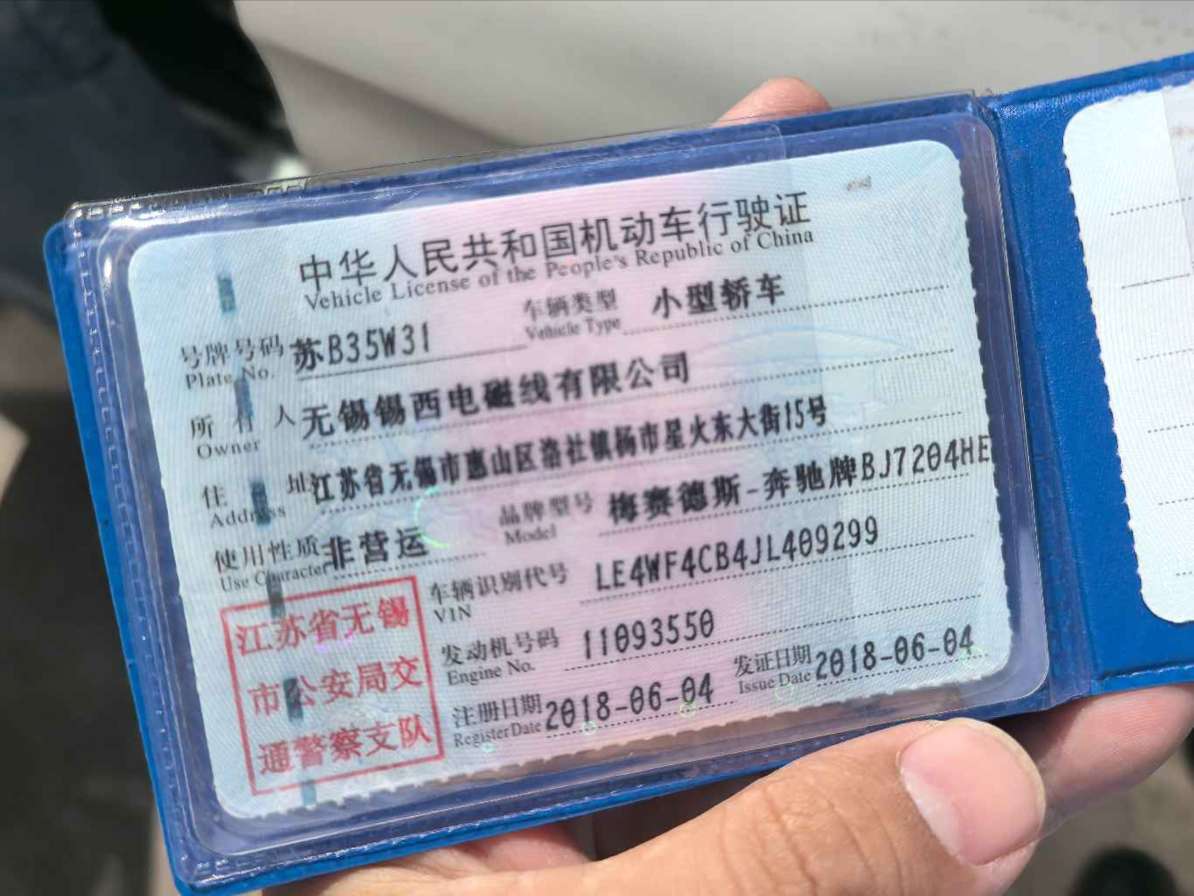 中华人民共和国机动车行驶证
Vehicle License of the People's Republic of China
号牌号码 苏B35W31 车辆类型 小型轿车
Plate No. Vehicle Type
所有人 无锡锡西电磁线有限公司
Owner
住址 江苏省无锡市惠山区洛社镇杨市星火东大街15号
Address
使用性质 非营运 品牌型号 梅赛德斯-奔驰牌BJ7204HE
Use Character Model
车辆识别代号 LE4WF4CB4JL409299
VIN
发动机号码 11093550
Engine No.
注册日期 2018-06-04 发证日期 2018-06-04
Register Date Issue Date
江苏省无锡
市公安局交
通警察支队